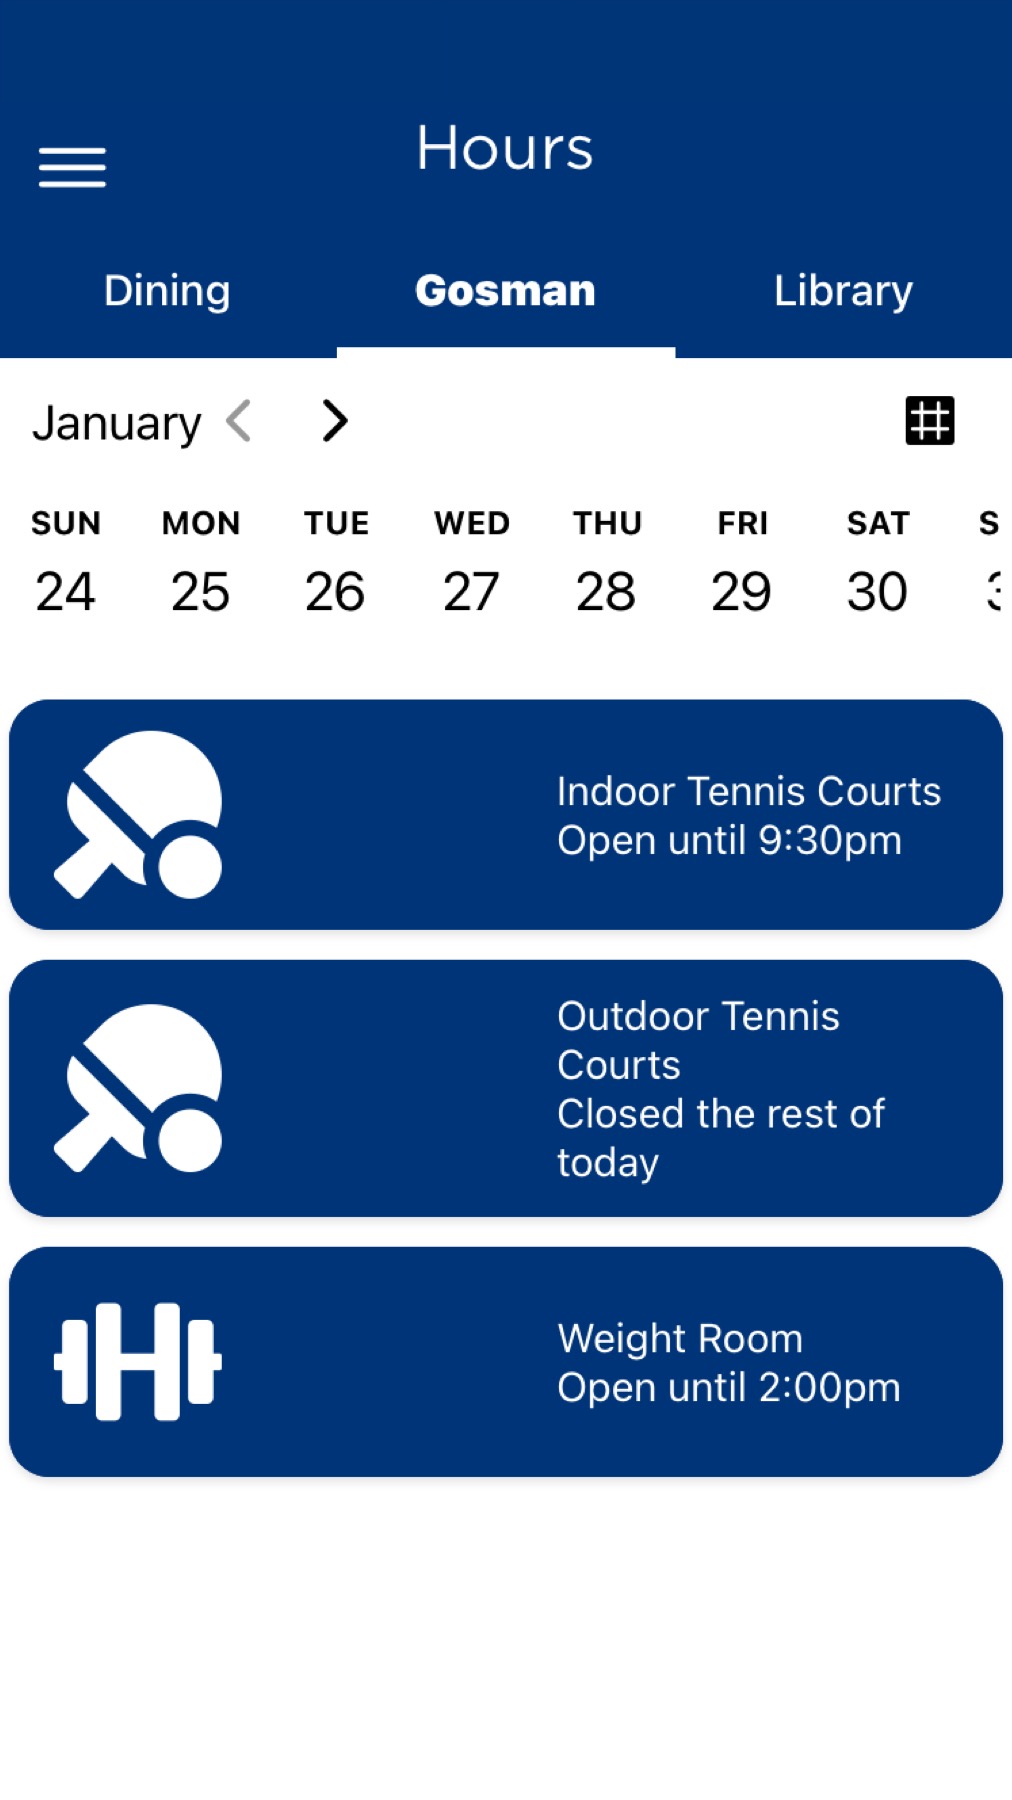 Hours
Dining Gosman Library
January
SUN MON TUE WED THU FRI SAT S
24 25 26 27 28 29 30
Indoor Tennis Courts
Open until 9:30pm
Outdoor Tennis
Courts
Closed the rest of
today
Weight Room
Open until 2:00pm